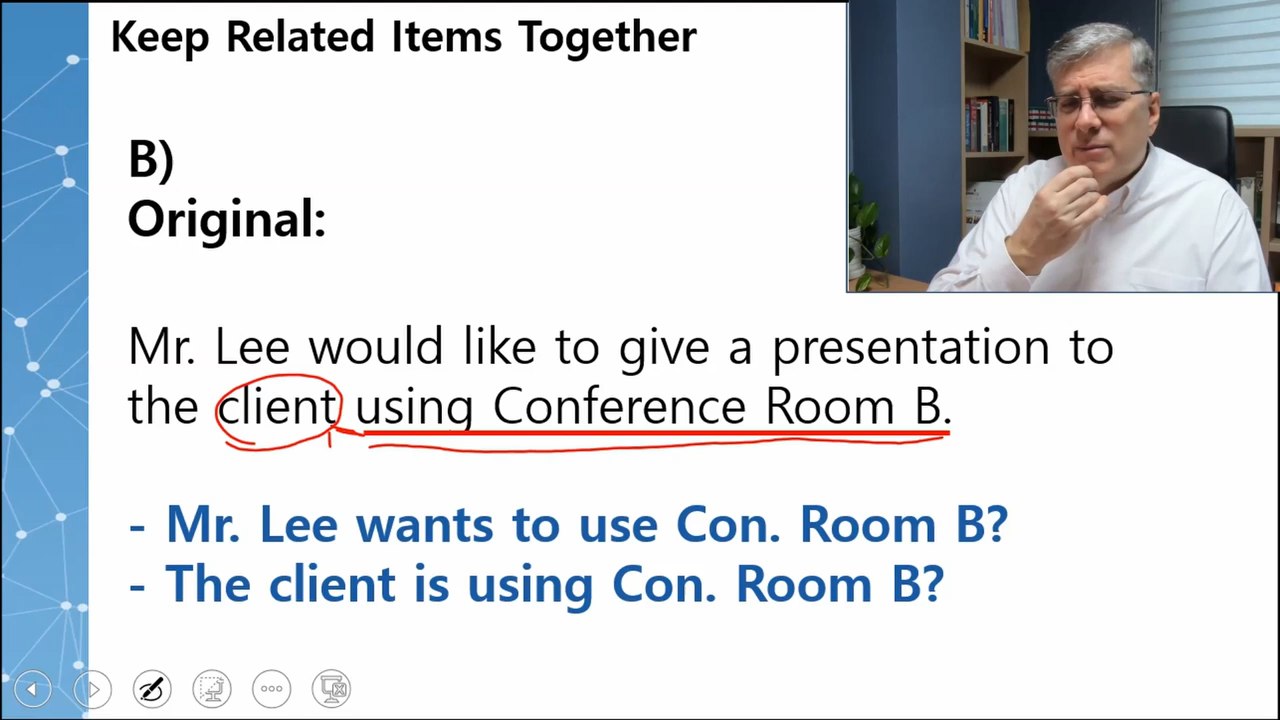 Keep Related Items Together
B)
Original:
Mr. Lee would like to give a presentation to
the client using Conference Room B.
- Mr. Lee wants to use Con. Room B?
- The client is using Con. Room B?